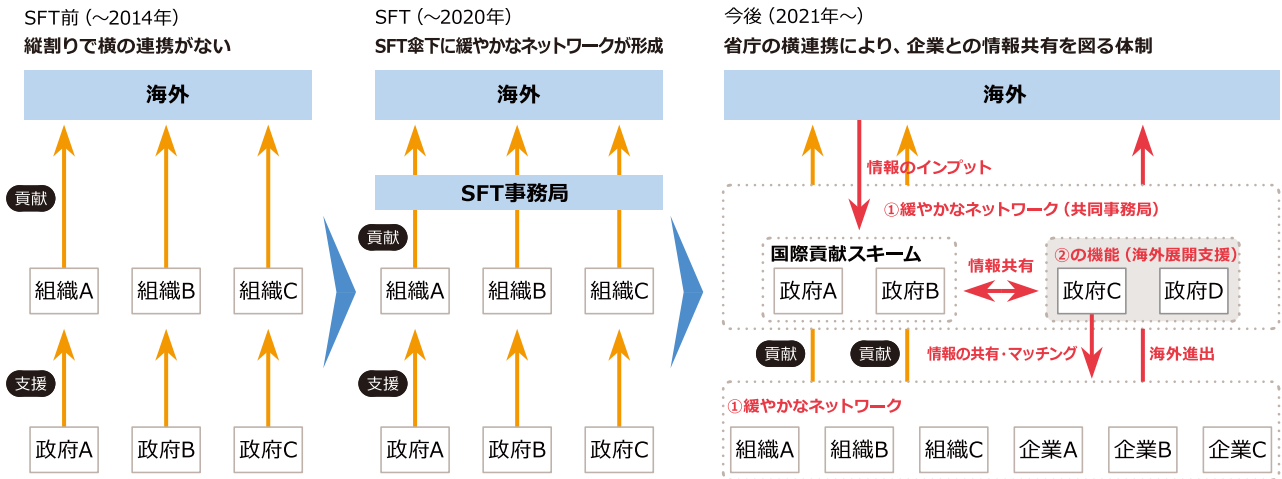 SFT前（～2014年）
縦割りで横の連携がない
海外
貢献
組織A
組織B
組織C
支援
政府A
政府B
政府C
SFT（～2020年）
SFT傘下に緩やかなネットワークが形成
海外
SFT事務局
貢献
組織A
組織B
組織C
支援
政府A
政府B
政府C
今後（2021年～）
省庁の横連携により、企業との情報共有を図る体制
海外
情報のインプット
①緩やかなネットワーク（共同事務局）
国際貢献スキーム
政府A
政府B
情報共有
②の機能（海外展開支援）
政府C
政府D
貢献
貢献
情報の共有・マッチング
海外進出
①緩やかなネットワーク
組織A
組織B
組織C
企業A
企業B
企業C